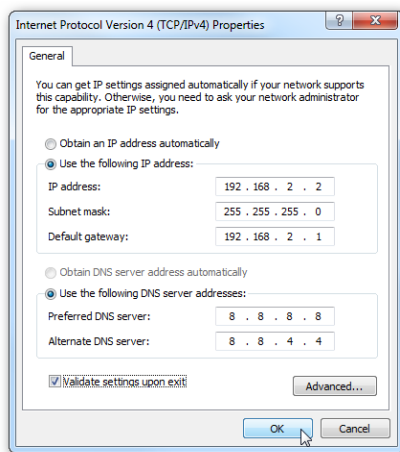 Internet Protocol Version 4 (TCP/IPv4) Properties
General
You can get IP settings assigned automatically if your network supports
this capability. Otherwise, you need to ask your network administrator
for the appropriate IP settings.
Obtain an IP address automatically
Use the following IP address:
IP address: 192 . 168 . 2 . 2
Subnet mask: 255 . 255 . 255 . 0
Default gateway: 192 . 168 . 2 . 1
Obtain DNS server address automatically
Use the following DNS server addresses:
Preferred DNS server: 8 . 8 . 8 . 8
Alternate DNS server: 8 . 8 . 4 . 4
Validate settings upon exit
Advanced...
OK Cancel